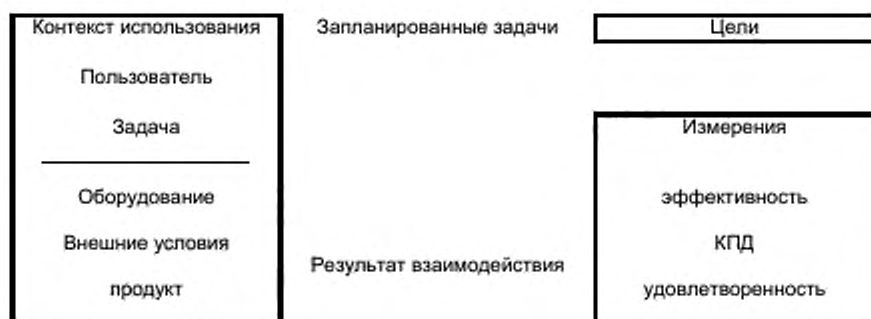 Контекст использования
Пользователь
Задача
Оборудование
Внешние условия
продукт
Запланированные задачи
Результат взаимодействия
Цели
Измерения
эффективность
КПД
удовлетворенность